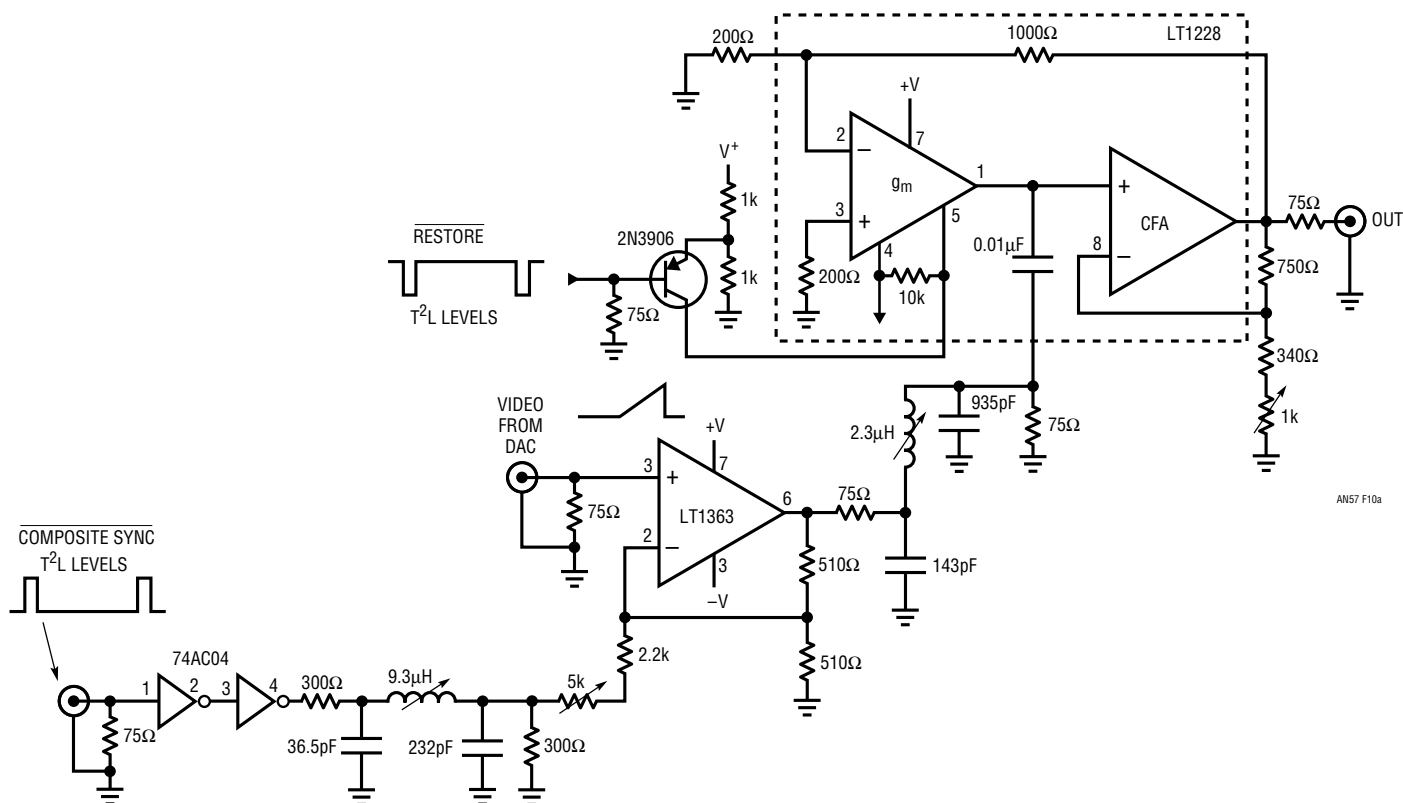 200Ω
1000Ω
LT1228
+V
7
2
−
gm
1
3
+
5
4
10k
200Ω
V+
1k
1k
2N3906
RESTORE
T2L LEVELS
75Ω
0.01µF
+
CFA
8
−
75Ω
OUT
750Ω
340Ω
1k
935pF
75Ω
2.3µH
VIDEO
FROM
DAC
+V
7
3
+
LT1363
6
2
−
3
−V
75Ω
75Ω
143pF
510Ω
510Ω
AN57 F10a
COMPOSITE SYNC
T2L LEVELS
74AC04
1
2
3
4
75Ω
300Ω
9.3µH
36.5pF
232pF
300Ω
5k
2.2k